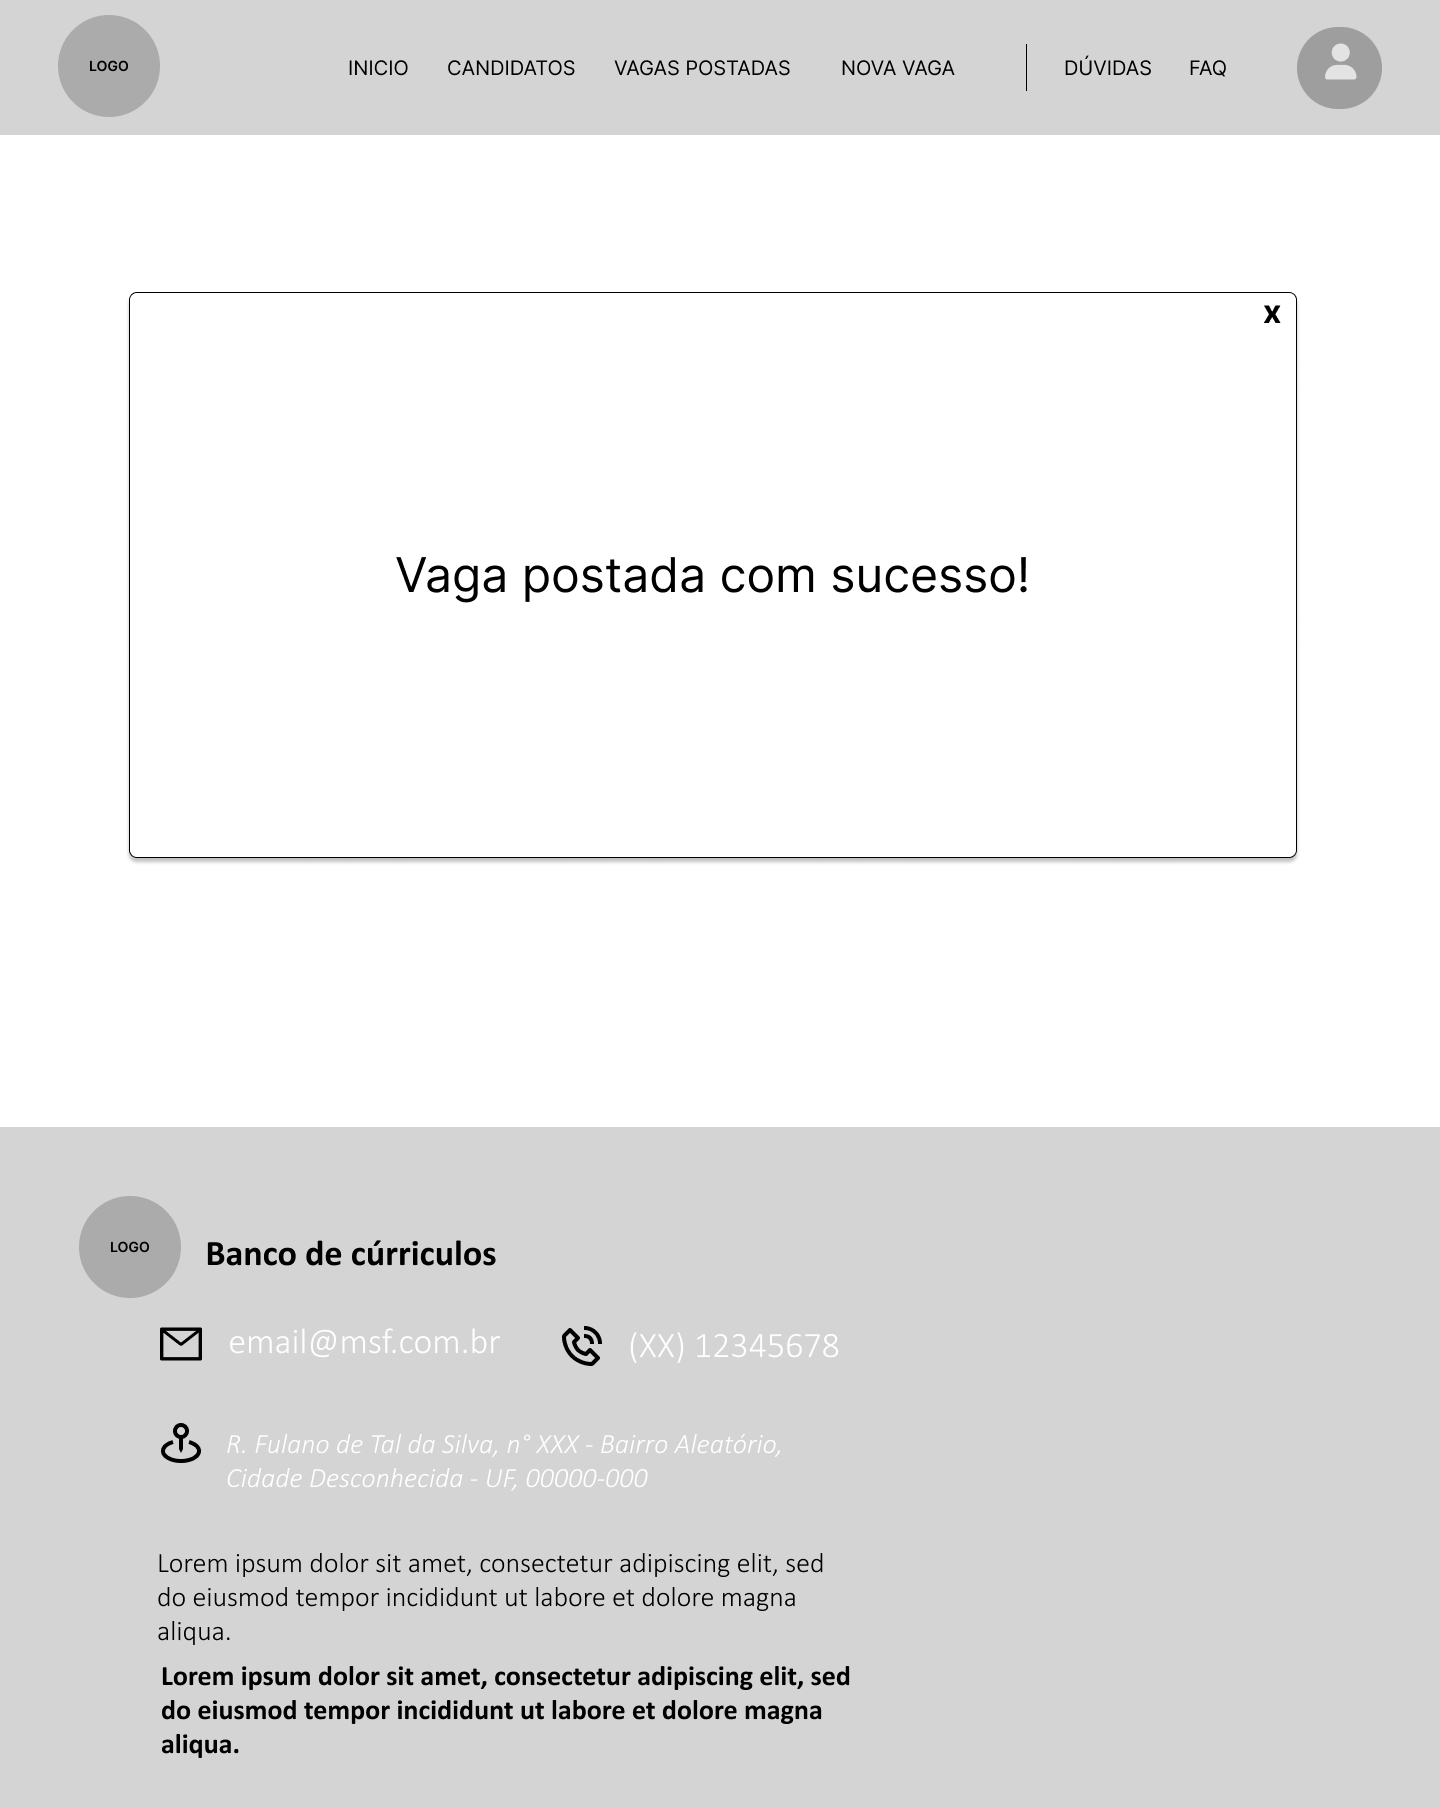 LOGO
INICIO CANDIDATOS VAGAS POSTADAS NOVA VAGA DÚVIDAS FAQ
X
Vaga postada com sucesso!
LOGO
Banco de cúrriculos
email@msf.com.br
(XX) 12345678
R. Fulano de Tal da Silva, n° XXX - Bairro Aleatório,
Cidade Desconhecida - UF, 00000-000
Lorem ipsum dolor sit amet, consectetur adipiscing elit, sed
do eiusmod tempor incididunt ut labore et dolore magna
aliqua.
Lorem ipsum dolor sit amet, consectetur adipiscing elit, sed
do eiusmod tempor incididunt ut labore et dolore magna
aliqua.